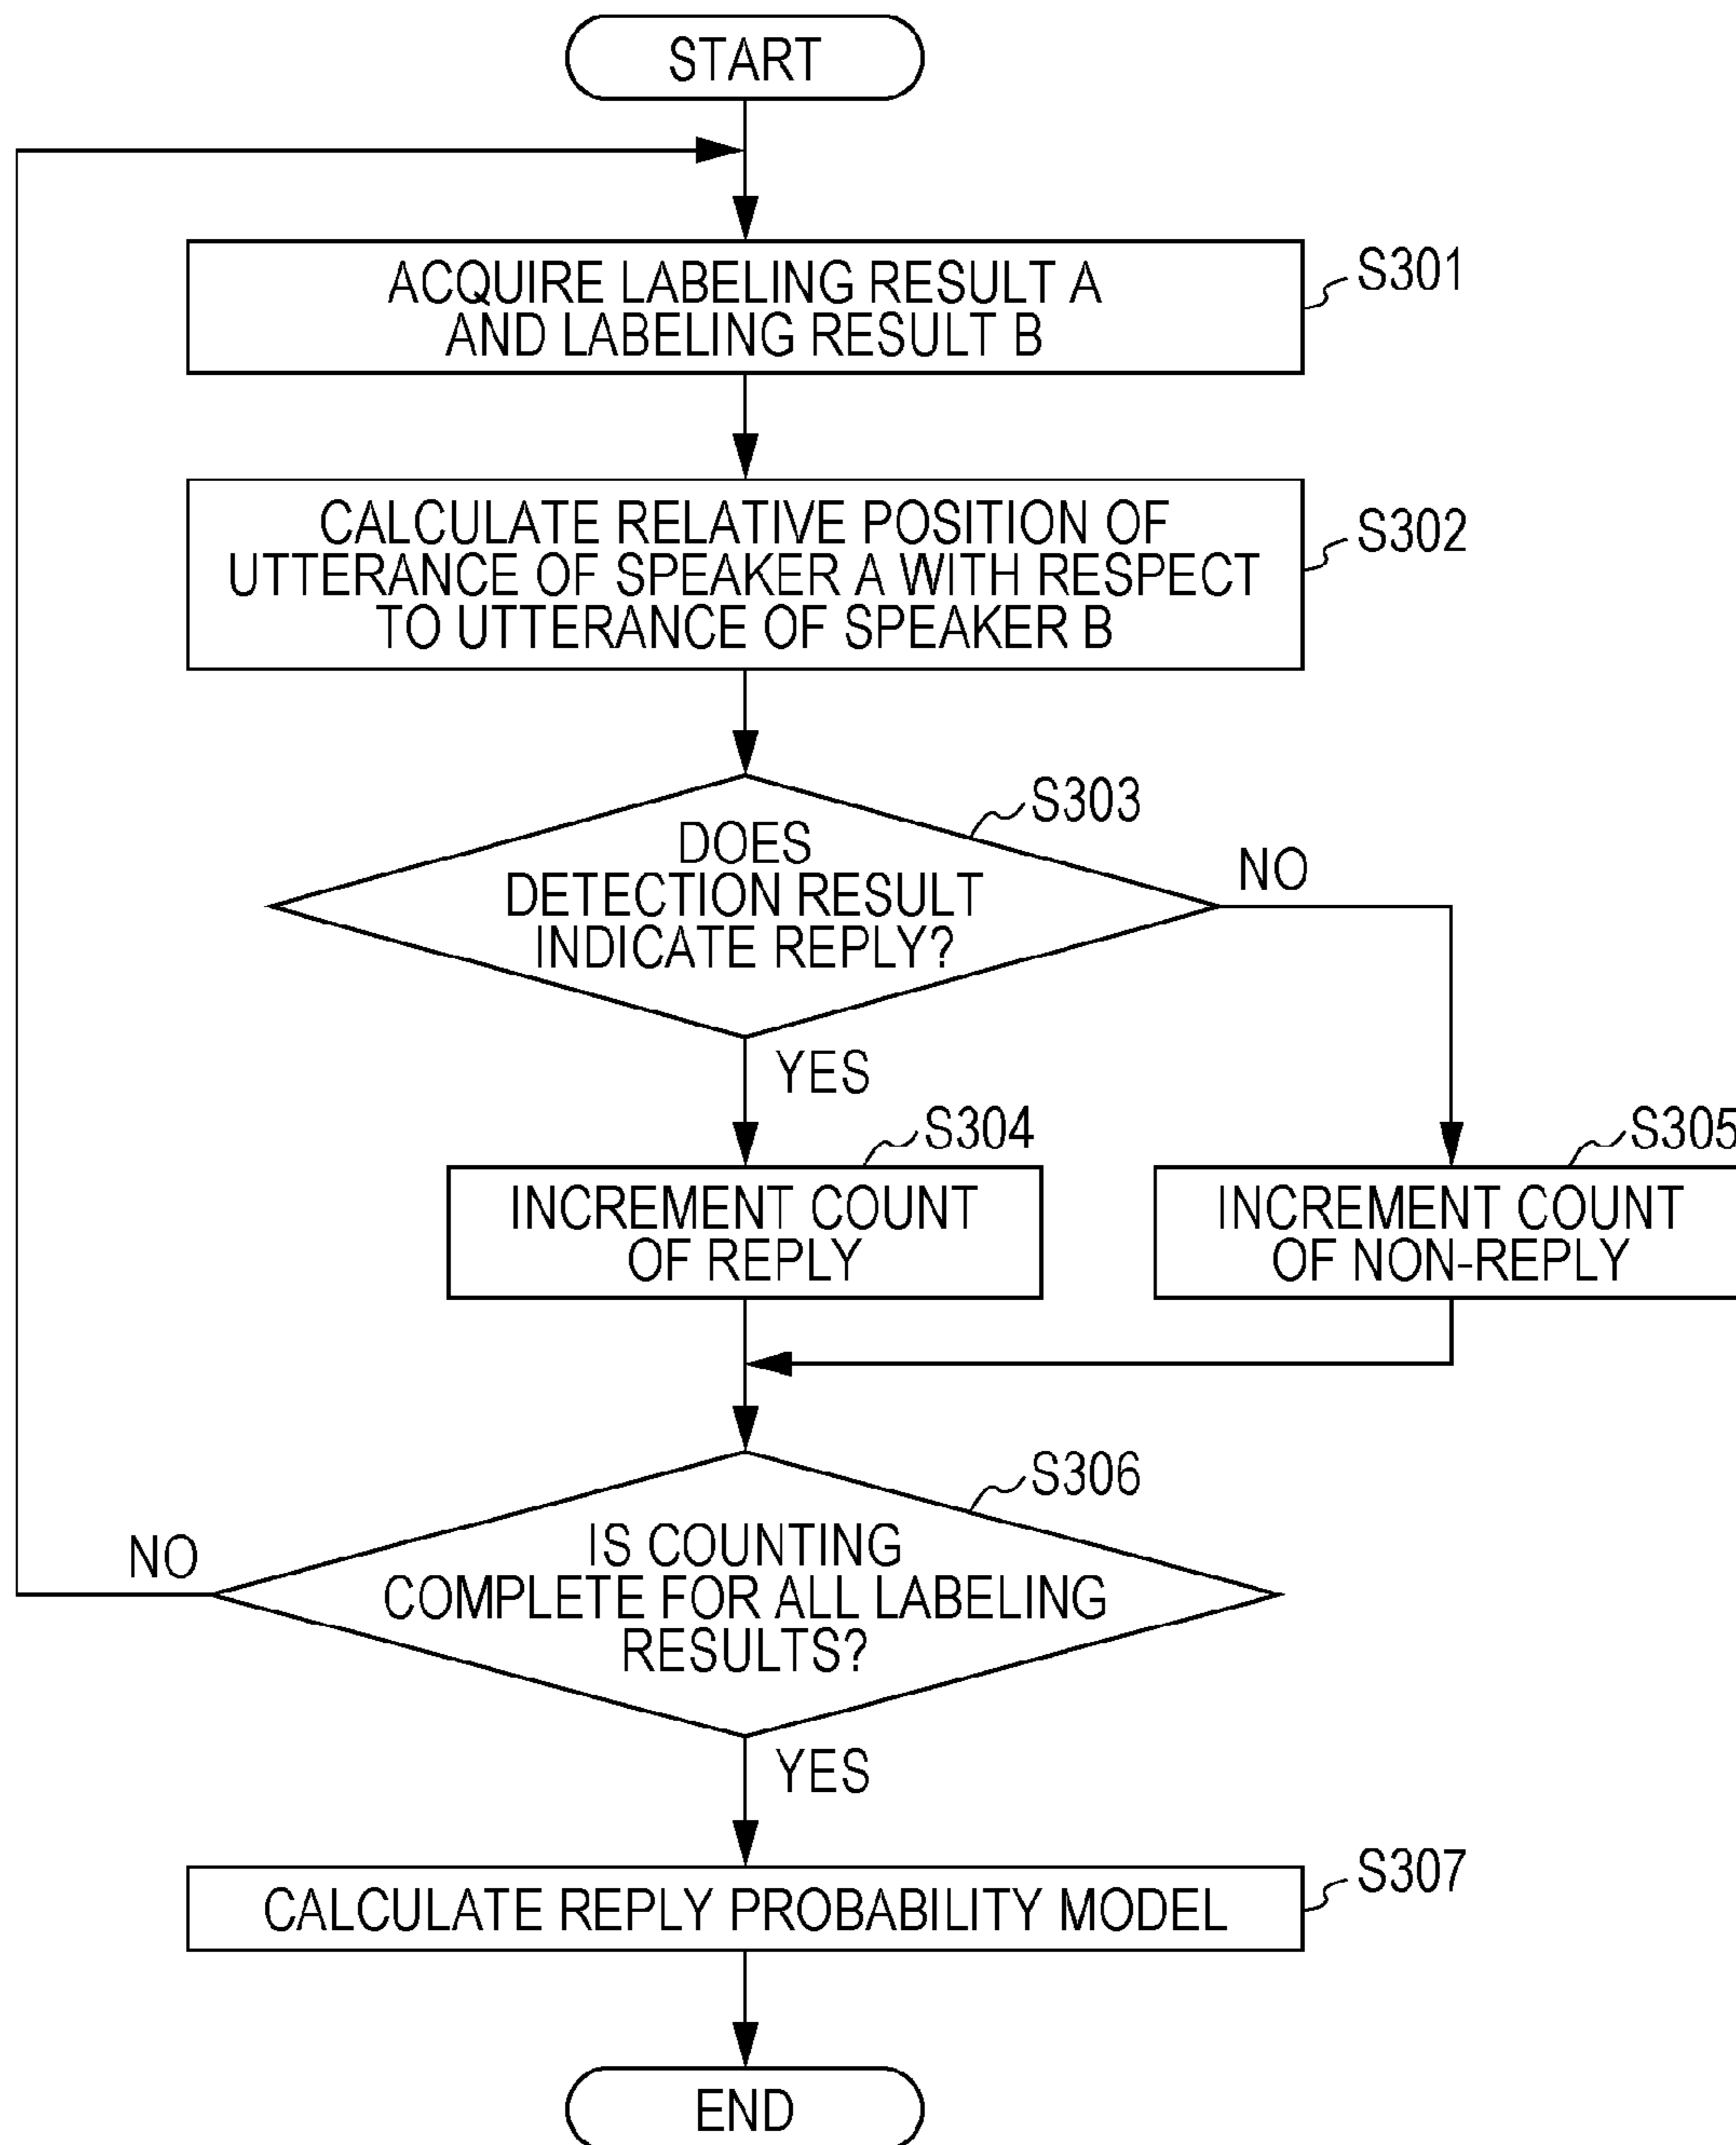 START
ACQUIRE LABELING RESULT A
AND LABELING RESULT B
S301
CALCULATE RELATIVE POSITION OF
UTTERANCE OF SPEAKER A WITH RESPECT
TO UTTERANCE OF SPEAKER B
S302
DOES
DETECTION RESULT
INDICATE REPLY?
S303
NO
YES
S304
INCREMENT COUNT
OF REPLY
S305
INCREMENT COUNT
OF NON-REPLY
S306
IS COUNTING
COMPLETE FOR ALL LABELING
RESULTS?
NO
YES
CALCULATE REPLY PROBABILITY MODEL
S307
END